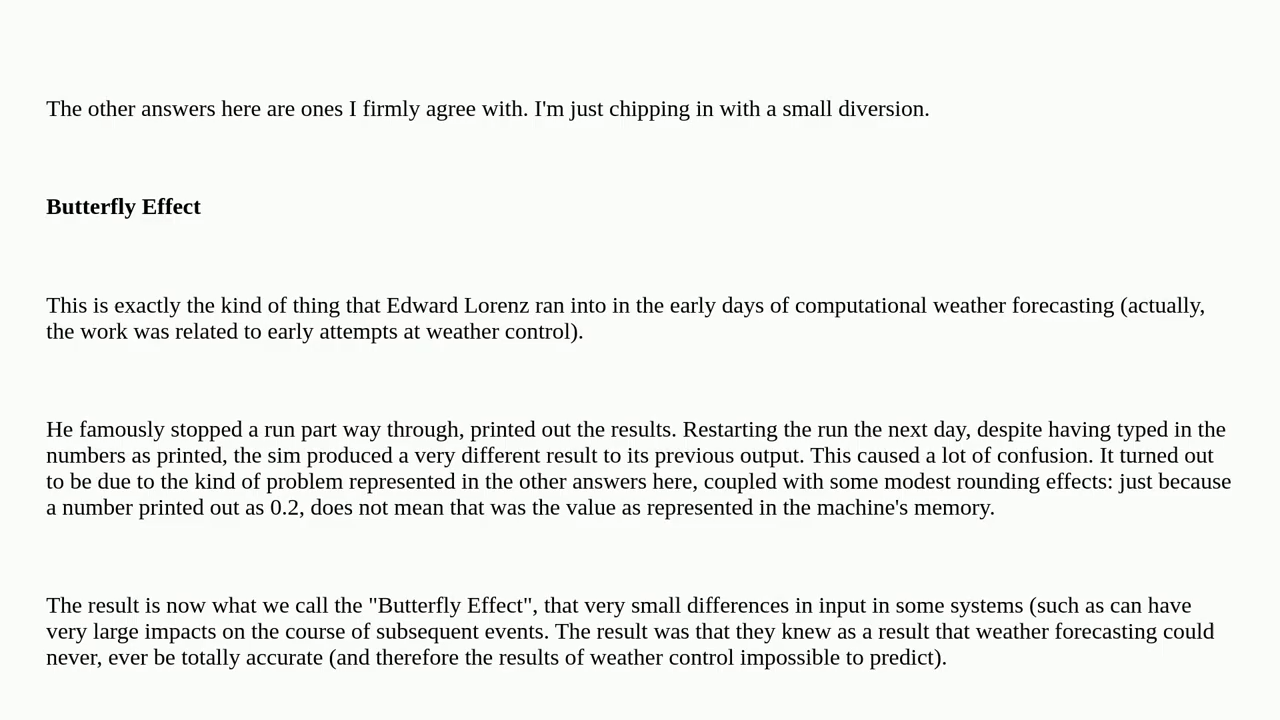 The other answers here are ones I firmly agree with. I'm just chipping in with a small diversion.
Butterfly Effect
This is exactly the kind of thing that Edward Lorenz ran into in the early days of computational weather forecasting (actually,
the work was related to early attempts at weather control).
He famously stopped a run part way through, printed out the results. Restarting the run the next day, despite having typed in the
numbers as printed, the sim produced a very different result to its previous output. This caused a lot of confusion. It turned out
to be due to the kind of problem represented in the other answers here, coupled with some modest rounding effects: just because
a number printed out as 0.2, does not mean that was the value as represented in the machine's memory.
The result is now what we call the "Butterfly Effect", that very small differences in input in some systems (such as can have
very large impacts on the course of subsequent events. The result was that they knew as a result that weather forecasting could
never, ever be totally accurate (and therefore the results of weather control impossible to predict).